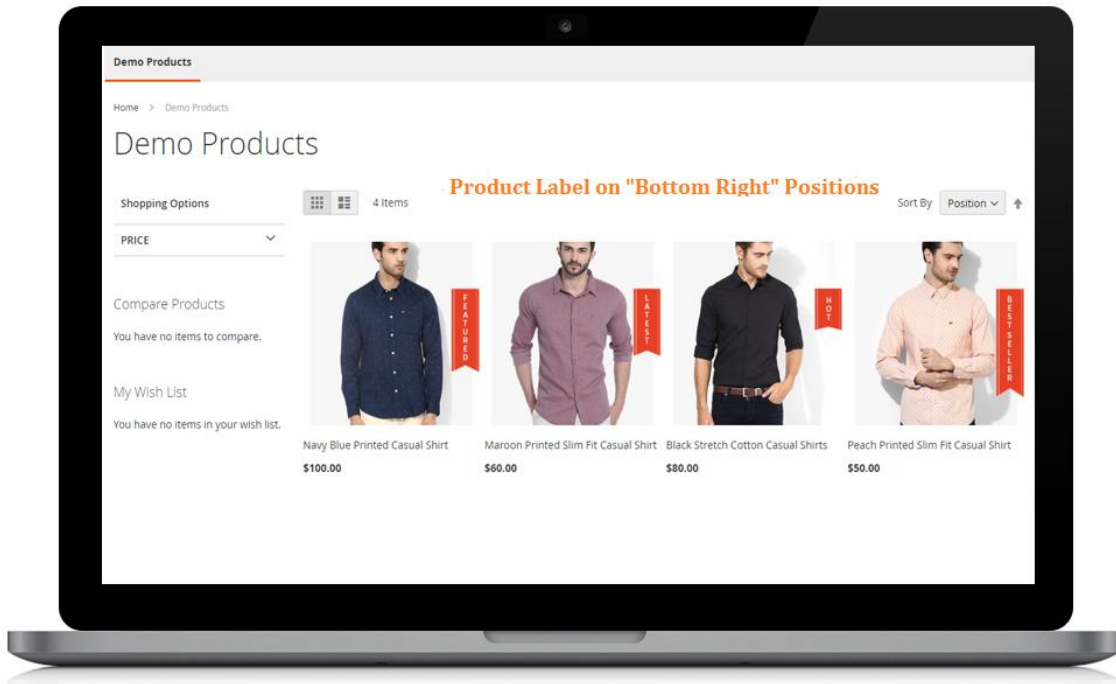 Demo Products
Home > Demo Products
Demo Products
Product Label on "Bottom Right" Positions
Shopping Options
4 Items
Sort By Position
PRICE
Compare Products
You have no items to compare.
My Wish List
You have no items in your wish list.
FEATURED
LATEST
HOT
BEST SELLER
Navy Blue Printed Casual Shirt
$100.00
Maroon Printed Slim Fit Casual Shirt
$60.00
Black Stretch Cotton Casual Shirts
$80.00
Peach Printed Slim Fit Casual Shirt
$50.00